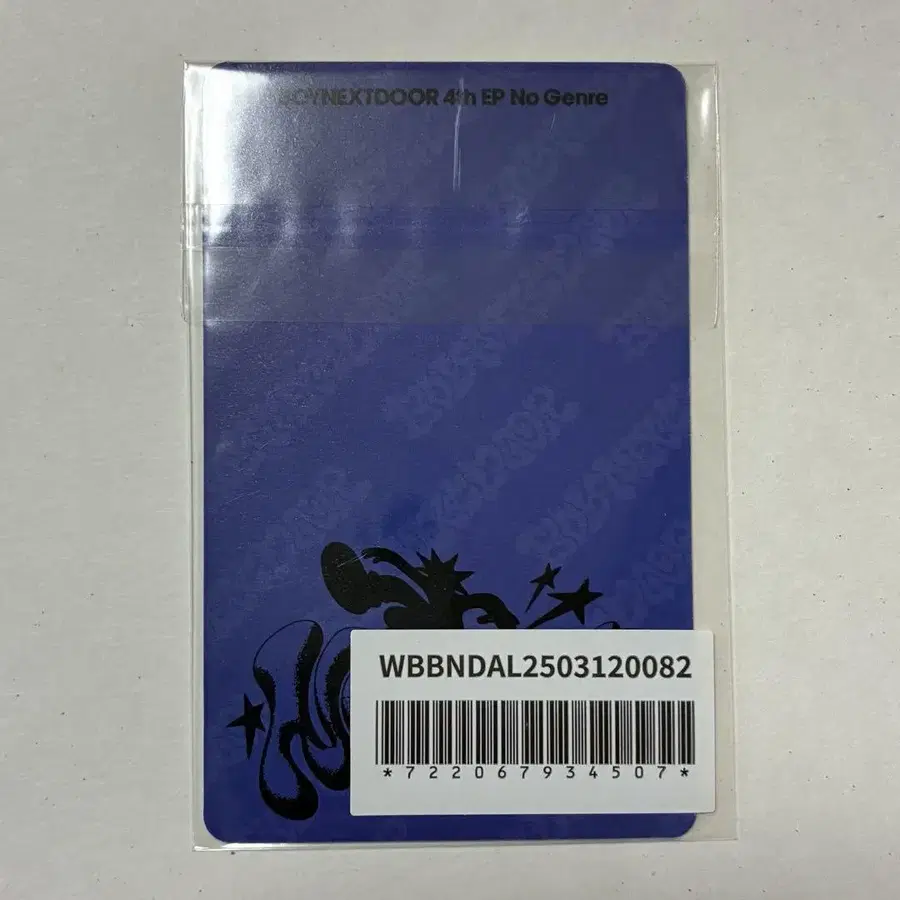 BOYNEXTDOOR 4th EP No Genre
WBBNDAL2503120082
*722067934507*